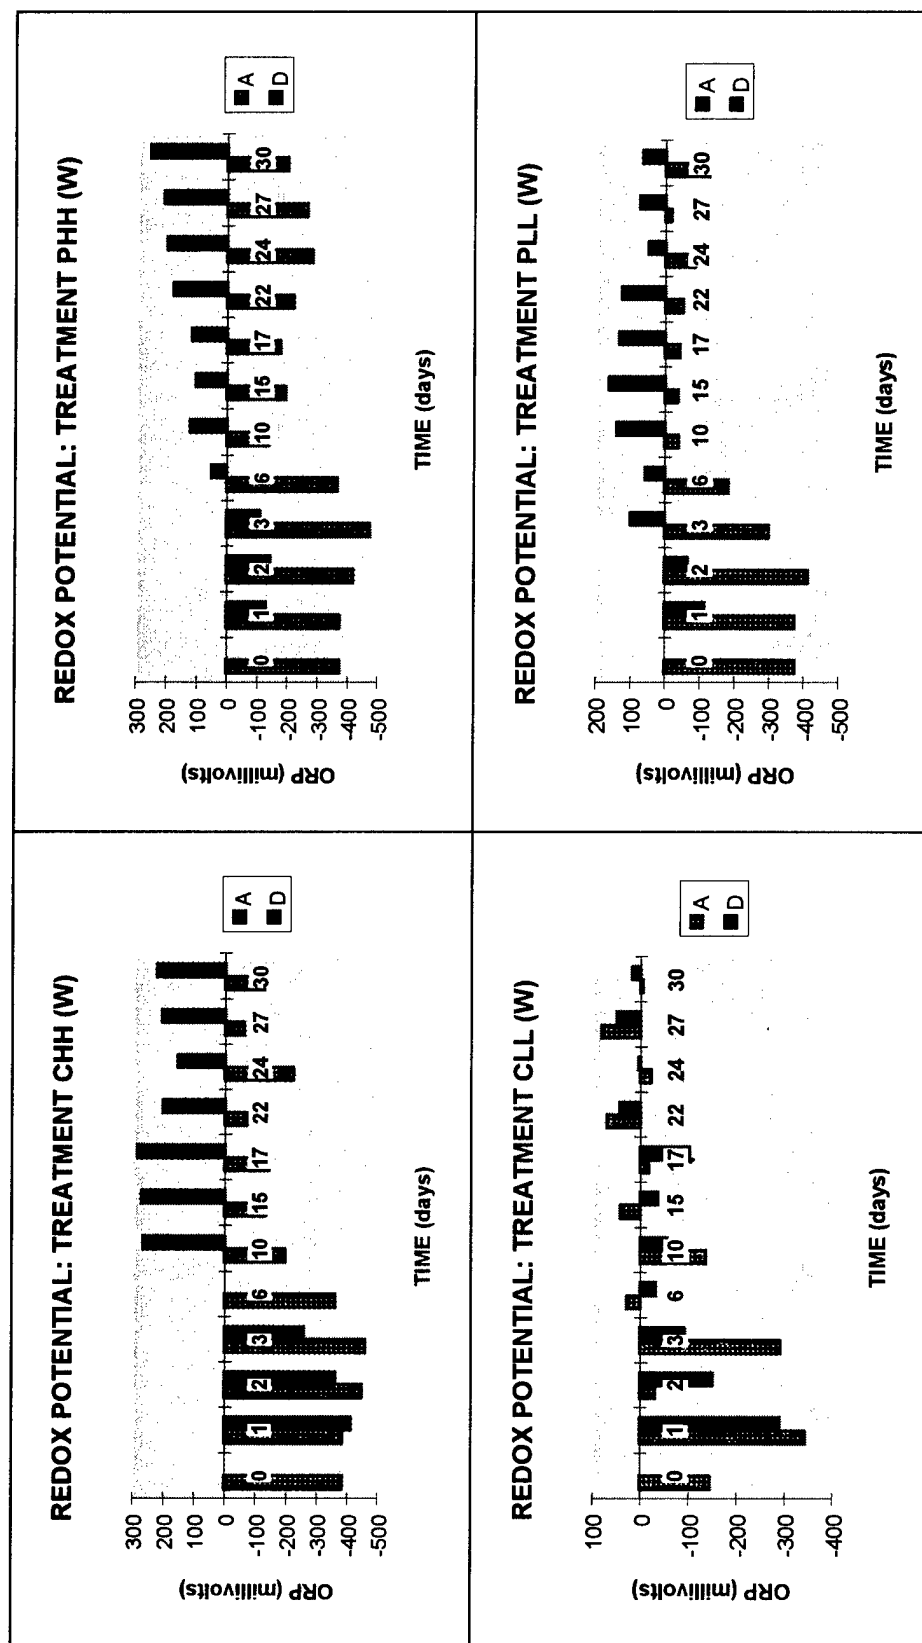 REDOX POTENTIAL: TREATMENT CHH (W)
300
200
100
0
-100
-200
-300
-400
-500
ORP (millivolts)
0 1 2 3 6 10 15 17 22 24 27 30
TIME (days)
A
D
REDOX POTENTIAL: TREATMENT PHH (W)
300
200
100
0
-100
-200
-300
-400
-500
ORP (millivolts)
0 1 2 3 6 10 15 17 22 24 27 30
TIME (days)
A
D
REDOX POTENTIAL: TREATMENT CLL (W)
100
0
-100
-200
-300
-400
ORP (millivolts)
0 1 2 3 6 10 15 17 22 24 27 30
TIME (days)
A
D
REDOX POTENTIAL: TREATMENT PLL (W)
200
100
0
-100
-200
-300
-400
-500
ORP (millivolts)
0 1 2 3 6 10 15 17 22 24 27 30
TIME (days)
A
D